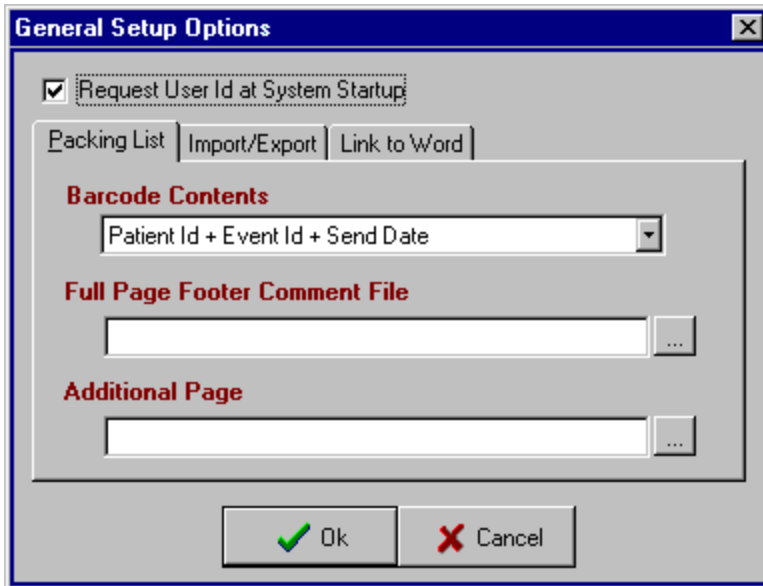 General Setup Options
Request User Id at System Startup
Packing List Import/Export Link to Word
Barcode Contents
Patient Id + Event Id + Send Date
Full Page Footer Comment File
...
Additional Page
...
Ok Cancel